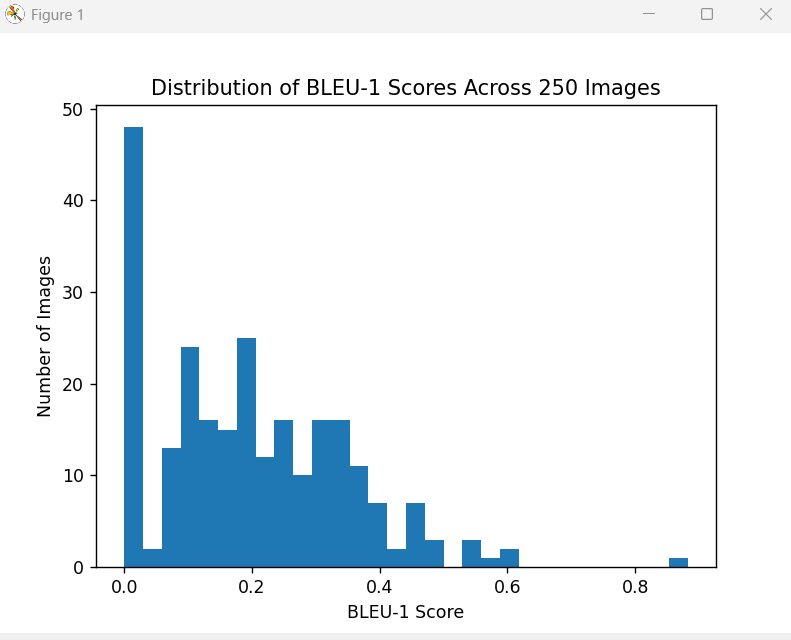 Figure 1
Distribution of BLEU-1 Scores Across 250 Images
50
40
30
20
10
0
Number of Images
0.0 0.2 0.4 0.6 0.8
BLEU-1 Score